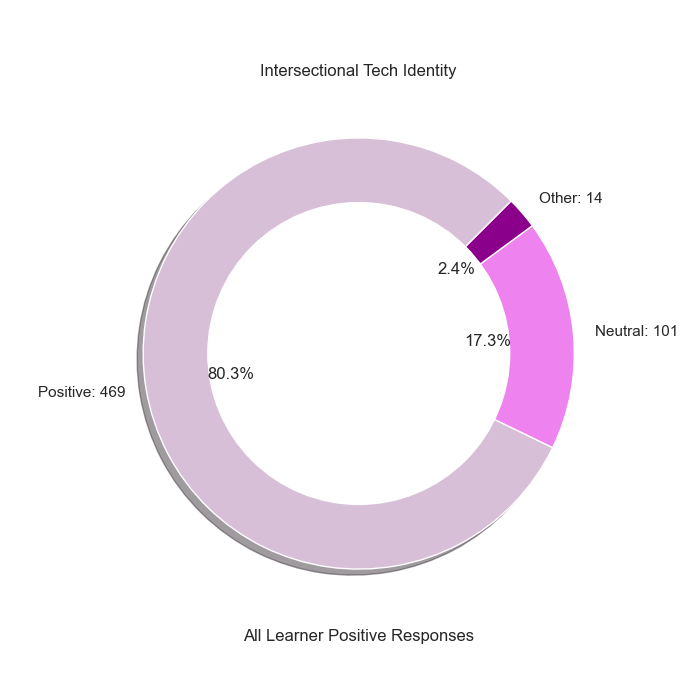 Intersectional Tech Identity
Other: 14
2.4%
Neutral: 101
17.3%
80.3%
Positive: 469
All Learner Positive Responses